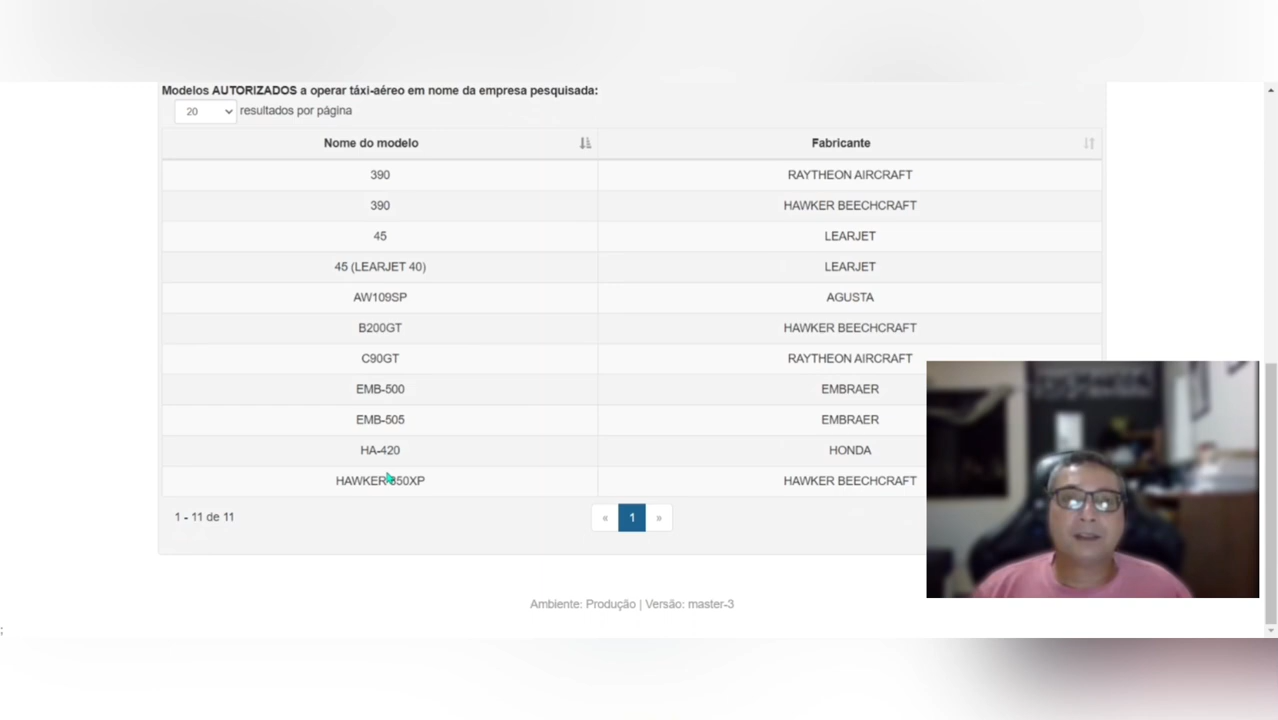 Modelos AUTORIZADOS a operar táxi-aéreo em nome da empresa pesquisada:
20 resultados por página
Nome do modelo Fabricante
390 RAYTHEON AIRCRAFT
390 HAWKER BEECHCRAFT
45 LEARJET
45 (LEARJET 40) LEARJET
AW109SP AGUSTA
B200GT HAWKER BEECHCRAFT
C90GT RAYTHEON AIRCRAFT
EMB-500 EMBRAER
EMB-505 EMBRAER
HA-420 HONDA
HAWKER 850XP HAWKER BEECHCRAFT
1 - 11 de 11 « 1 »
Ambiente: Produção | Versão: master-3
;